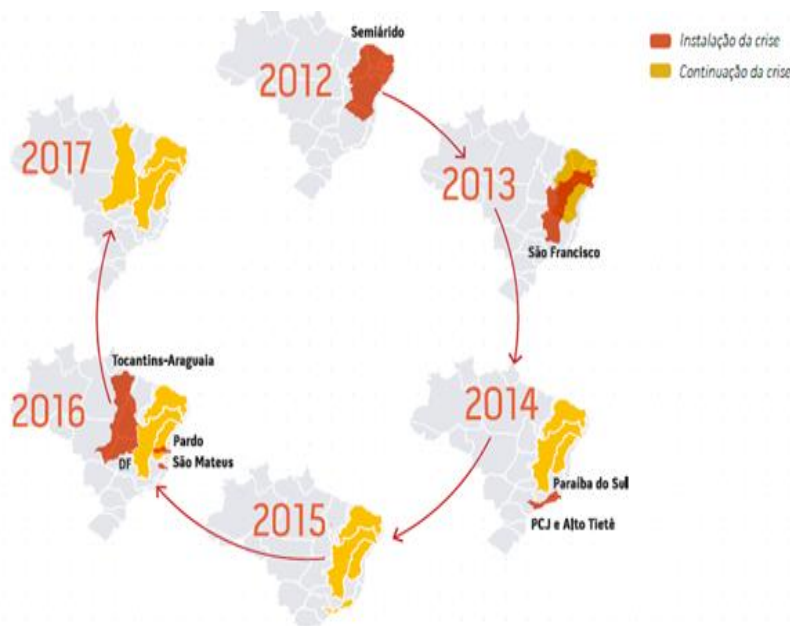 Semiárido
2012
Instalação da crise
Continuação da crise
2013
São Francisco
2014
Paraíba do Sul
PCJ e Alto Tietê
2015
Tocantins-Araguaia
2016
Pardo
DF
São Mateus
2017